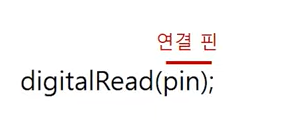 연결 핀
digitalRead(pin);